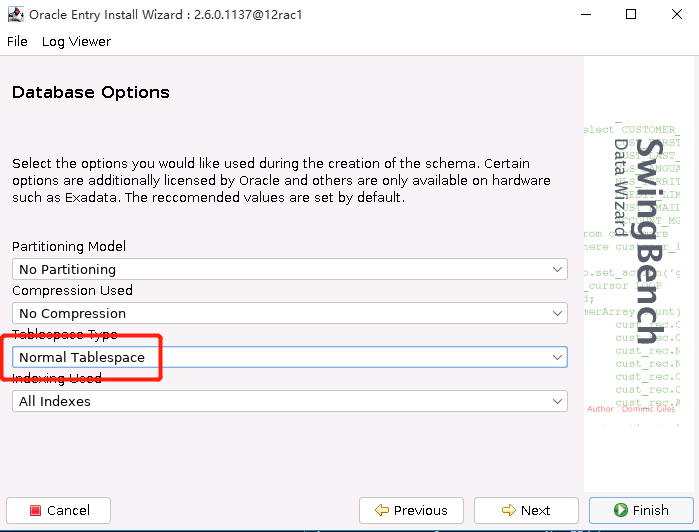 Oracle Entry Install Wizard : 2.6.0.1137@12rac1
File Log Viewer
Database Options
Select the options you would like used during the creation of the schema. Certain
options are additionally licensed by Oracle and others are only available on hardware
such as Exadata. The reccomended values are set by default.
Partitioning Model
No Partitioning
Compression Used
No Compression
Tablespace Type
Normal Tablespace
Indexing Used
All Indexes
SwingBench
Data Wizard
Author : Dominic Giles
Cancel
Previous
Next
Finish